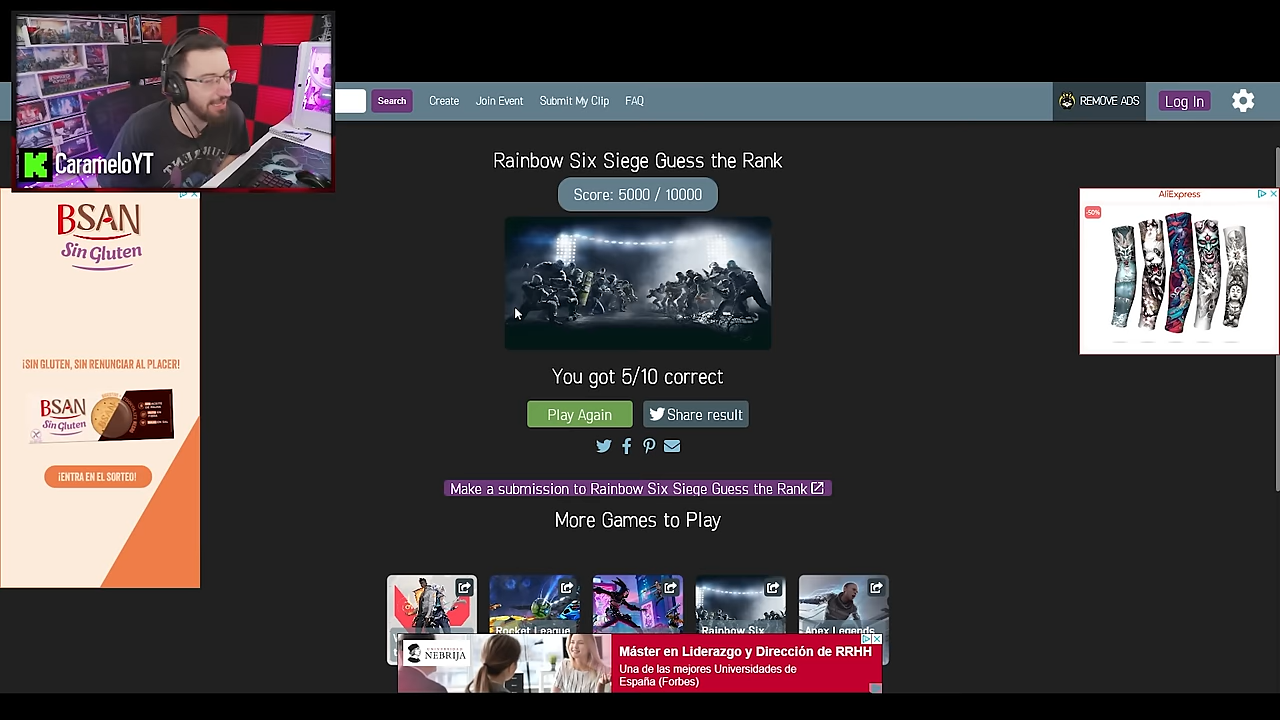 CarameloYT
Search
Create
Join Event
Submit My Clip
FAQ
REMOVE ADS
Log In
Rainbow Six Siege Guess the Rank
Score: 5000 / 10000
You got 5/10 correct
Play Again
Share result
Make a submission to Rainbow Six Siege Guess the Rank
More Games to Play
Rocket League
Rainbow Six
Apex Legends
BSAN
Sin Gluten
¡SIN GLUTEN, SIN RENUNCIAR AL PLACER!
BSAN
Sin Gluten
¡ENTRA EN EL SORTEO!
AliExpress
-50%
UNIVERSIDAD
NEBRIJA
Máster en Liderazgo y Dirección de RRHH
Una de las mejores Universidades de
España (Forbes)